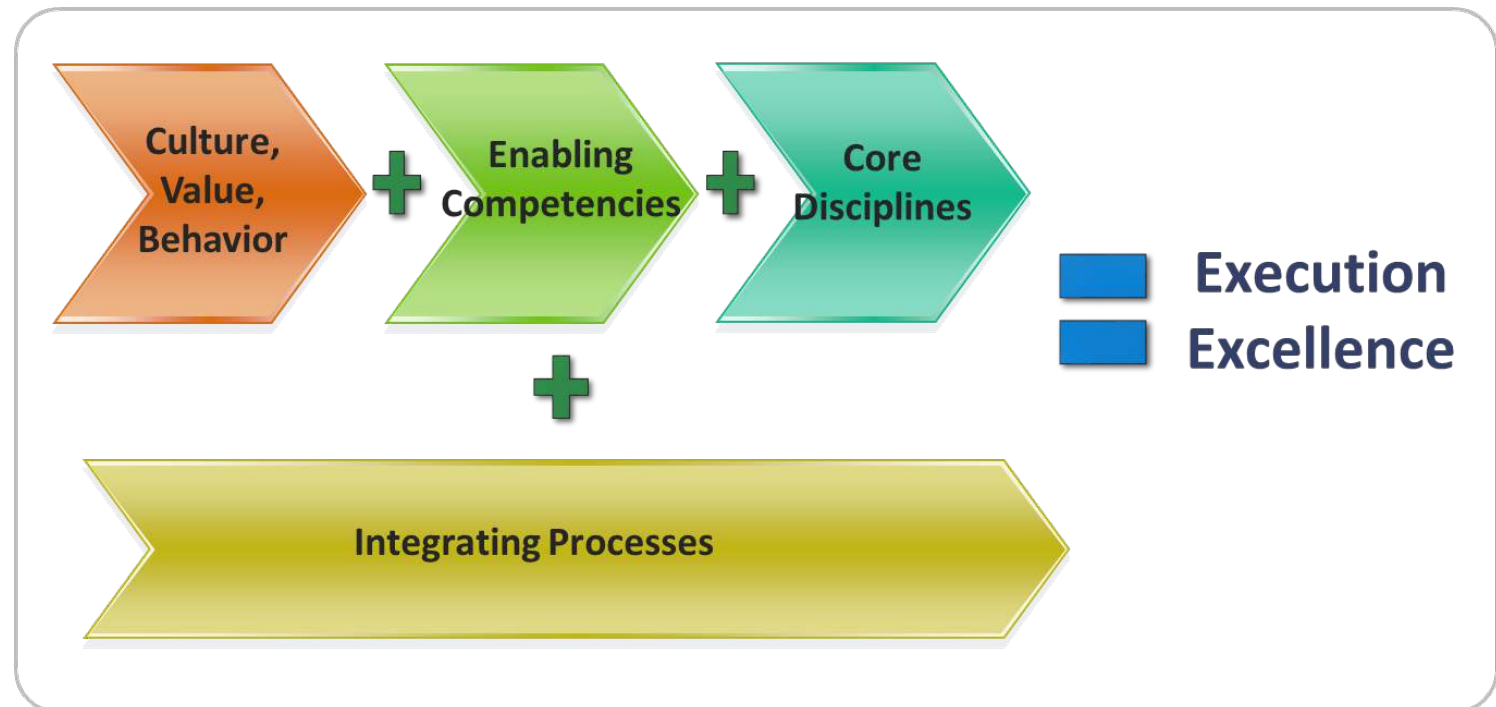 Culture,
Value,
Behavior
Enabling
Competencies
Core
Disciplines
Execution
Excellence
Integrating Processes